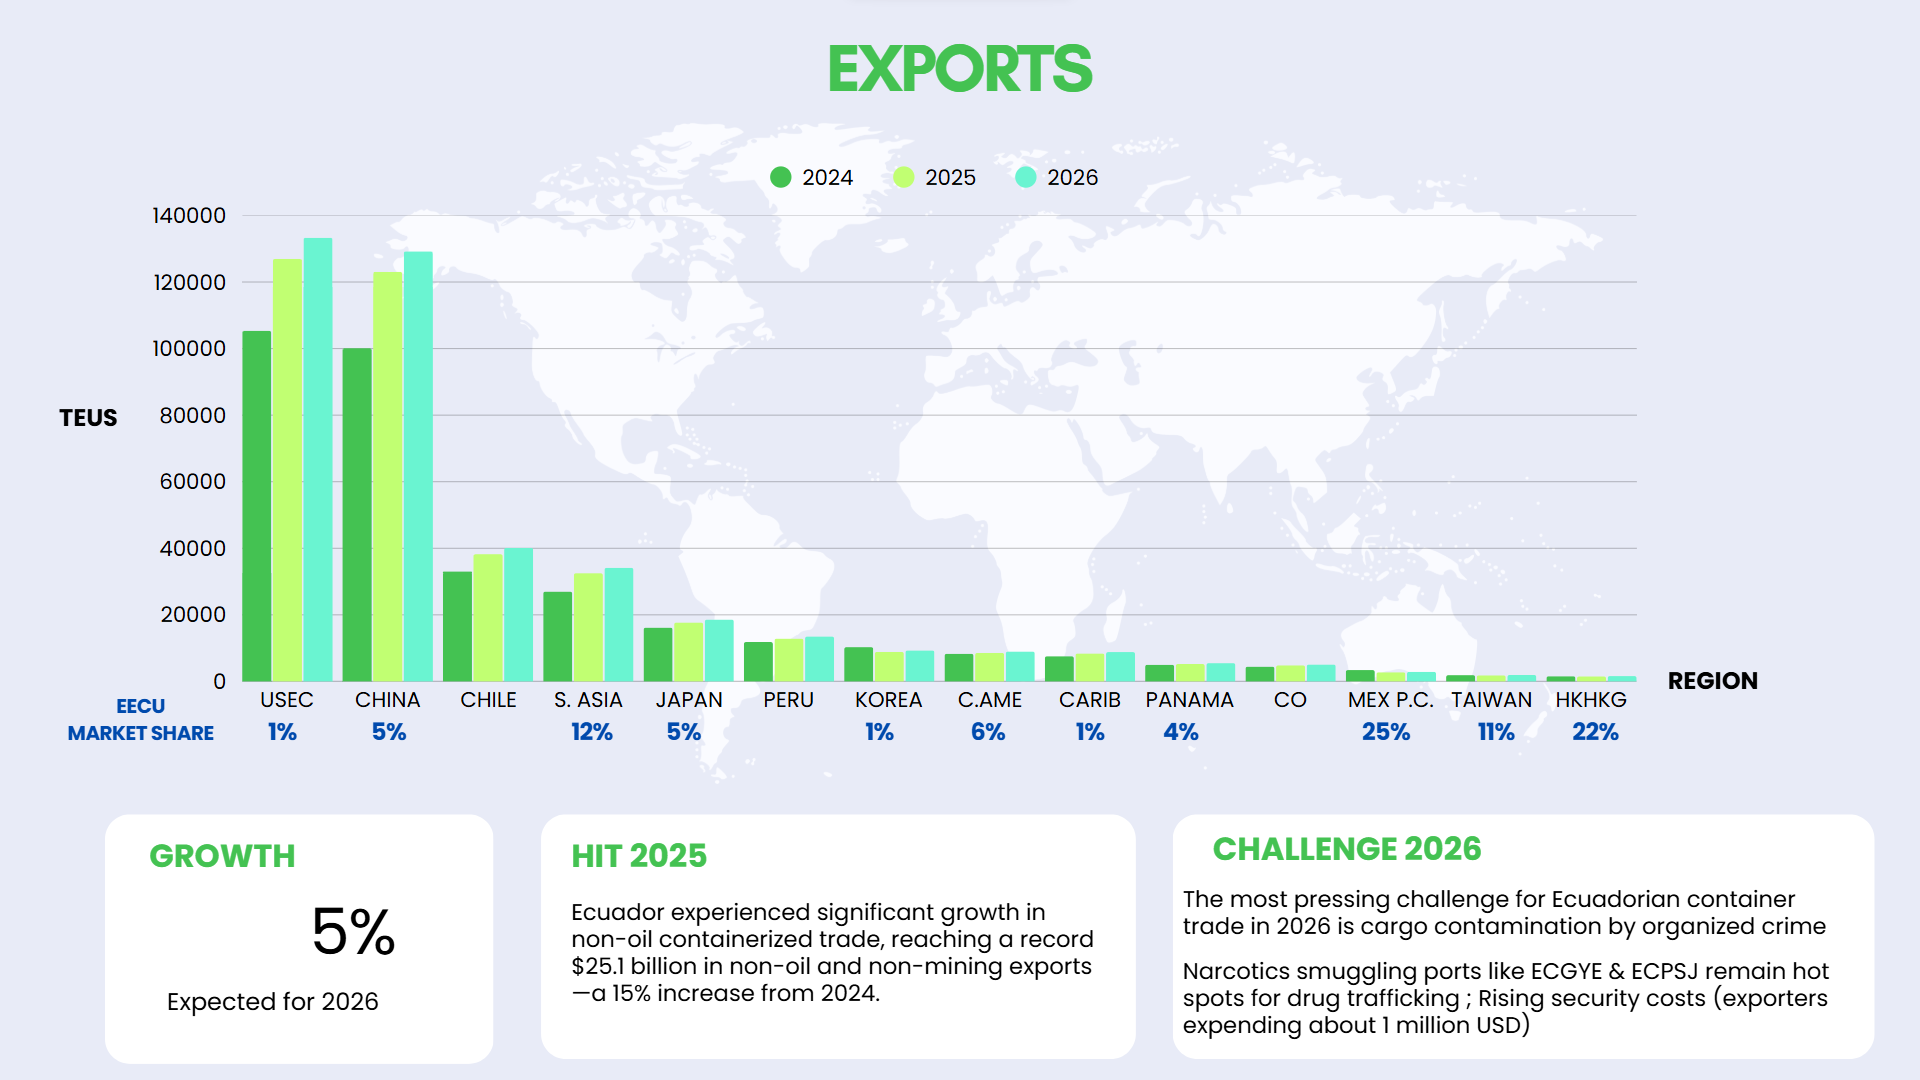 EXPORTS
2024 2025 2026
140000
120000
100000
TEUS 80000
60000
40000
20000
0
REGION
USEC CHINA CHILE S. ASIA JAPAN PERU KOREA C.AME CARIB PANAMA CO MEX P.C. TAIWAN HKHKG
EECU
MARKET SHARE 1% 5% 12% 5% 1% 6% 1% 4% 25% 11% 22%
GROWTH
5%
Expected for 2026
HIT 2025
Ecuador experienced significant growth in
non-oil containerized trade, reaching a record
$25.1 billion in non-oil and non-mining exports
—a 15% increase from 2024.
CHALLENGE 2026
The most pressing challenge for Ecuadorian container
trade in 2026 is cargo contamination by organized crime
Narcotics smuggling ports like ECGYE & ECPSJ remain hot
spots for drug trafficking ; Rising security costs (exporters
expending about 1 million USD)